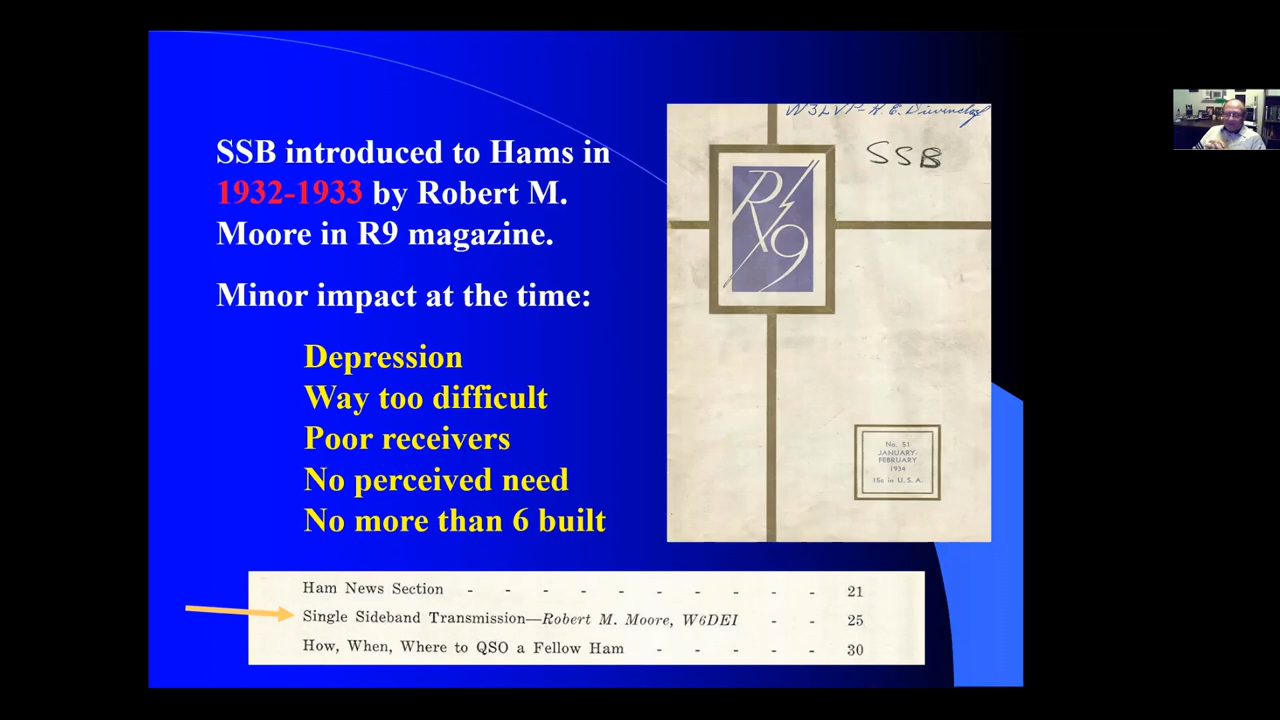 SSB introduced to Hams in
1932-1933 by Robert M.
Moore in R9 magazine.
Minor impact at the time:
Depression
Way too difficult
Poor receivers
No perceived need
No more than 6 built
W3LVP-
SSB
R9
No. 51
JANUARY-
FEBRUARY
1934
15c in U.S.A.
Ham News Section - - - - - - - - - - 21
Single Sideband Transmission—Robert M. Moore, W6DEI - - 25
How, When, Where to QSO a Fellow Ham - - - - - 30